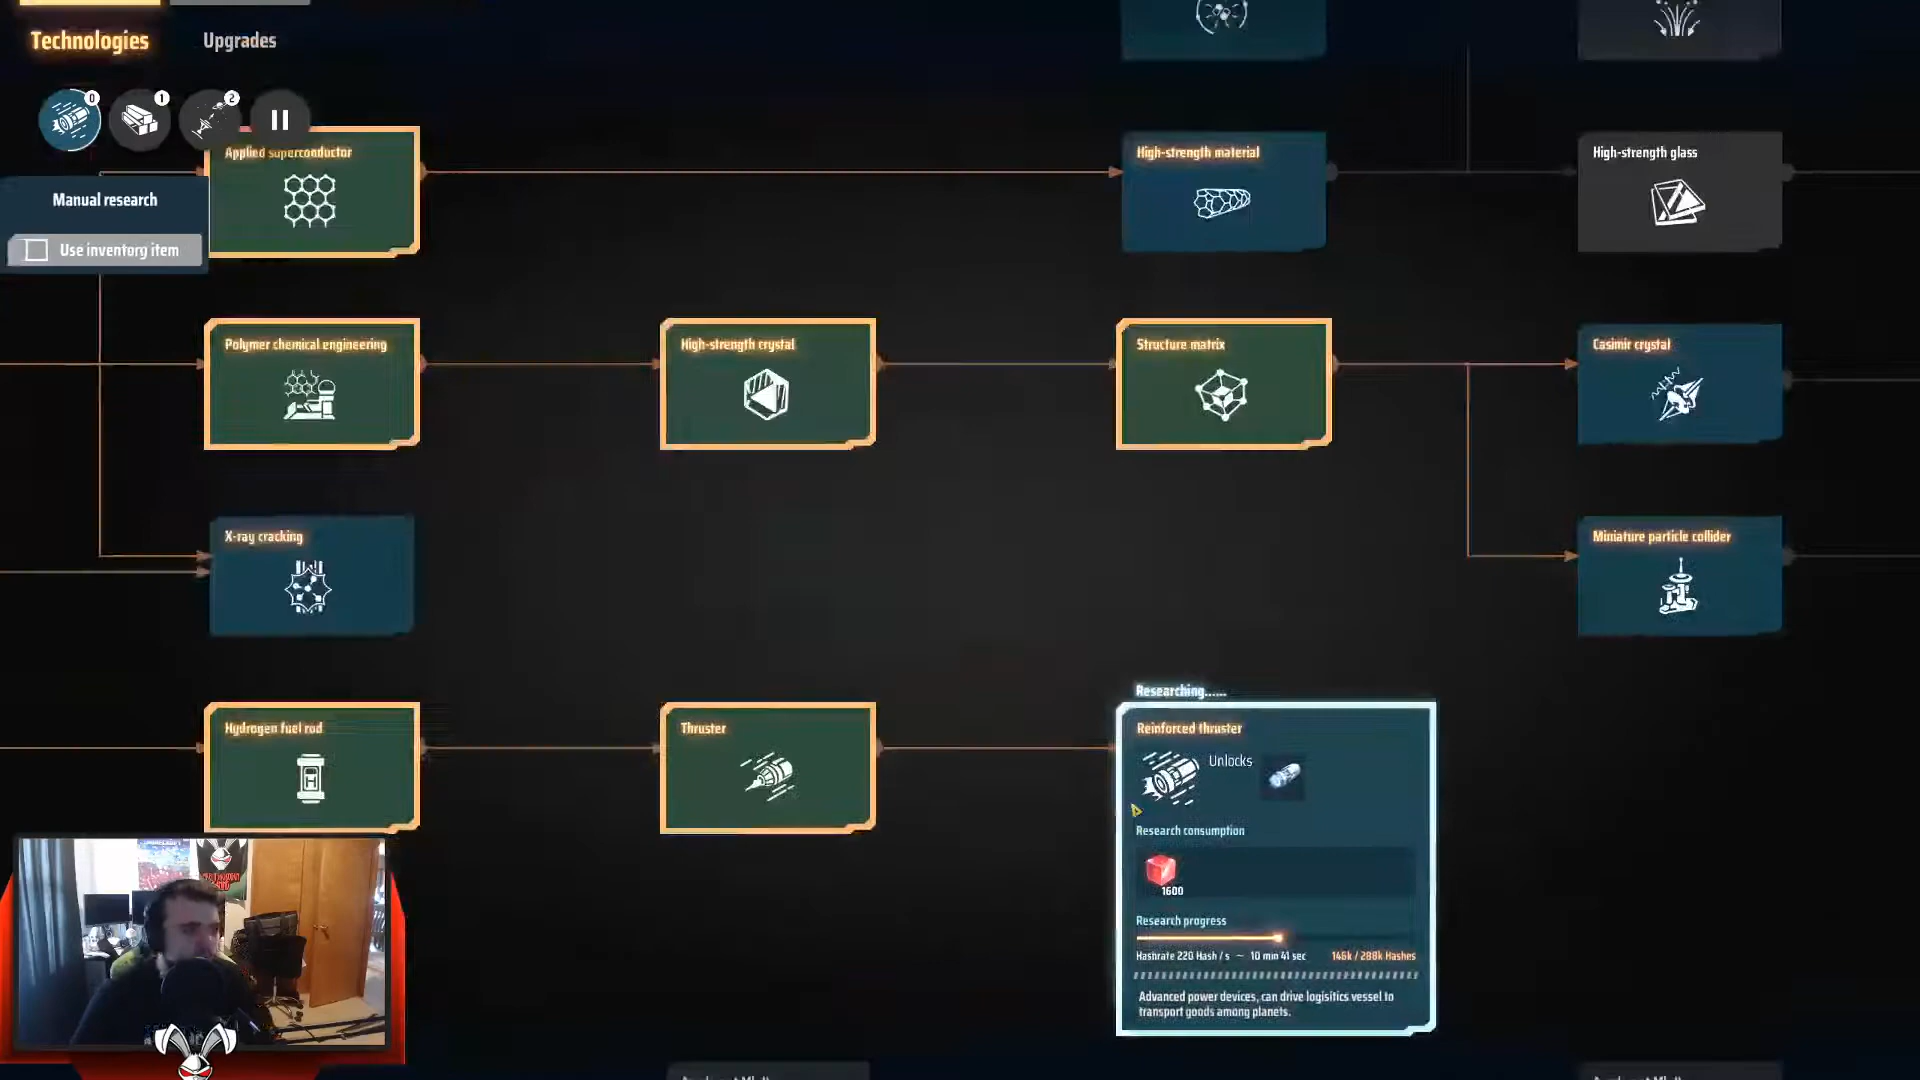 Technologies
Upgrades
0
1
2
Manual research
Use inventory item
Applied superconductor
High-strength material
High-strength glass
Polymer chemical engineering
High-strength crystal
Structure matrix
Casimir crystal
X-ray cracking
Miniature particle collider
Hydrogen fuel rod
Thruster
Researching......
Reinforced thruster
Unlocks
Research consumption
1600
Research progress
Hashrate 220 Hash / s ~ 10 min 41 sec
146k / 288k Hashes
Advanced power devices, can drive logisitics vessel to
transport goods among planets.